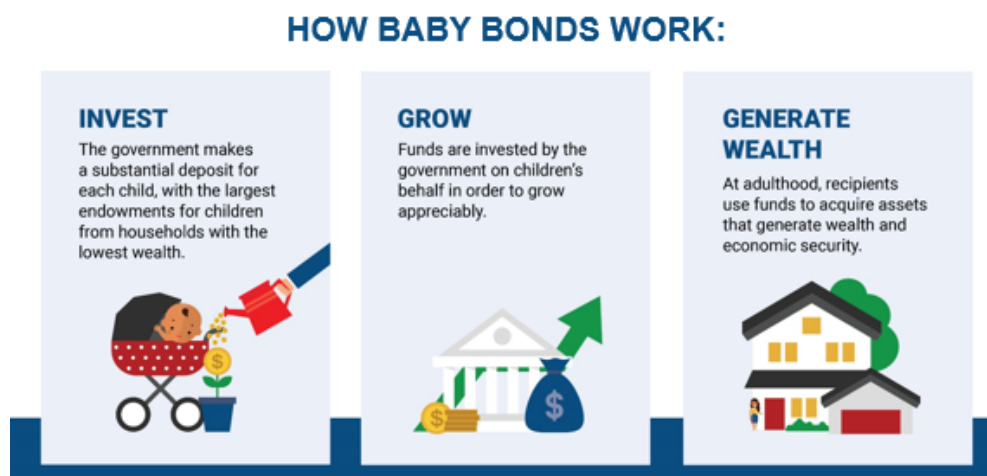 HOW BABY BONDS WORK:
INVEST
The government makes
a substantial deposit for
each child, with the largest
endowments for children
from households with the
lowest wealth.
$
GROW
Funds are invested by the
government on children's
behalf in order to grow
appreciably.
$
$
GENERATE
WEALTH
At adulthood, recipients
use funds to acquire assets
that generate wealth and
economic security.